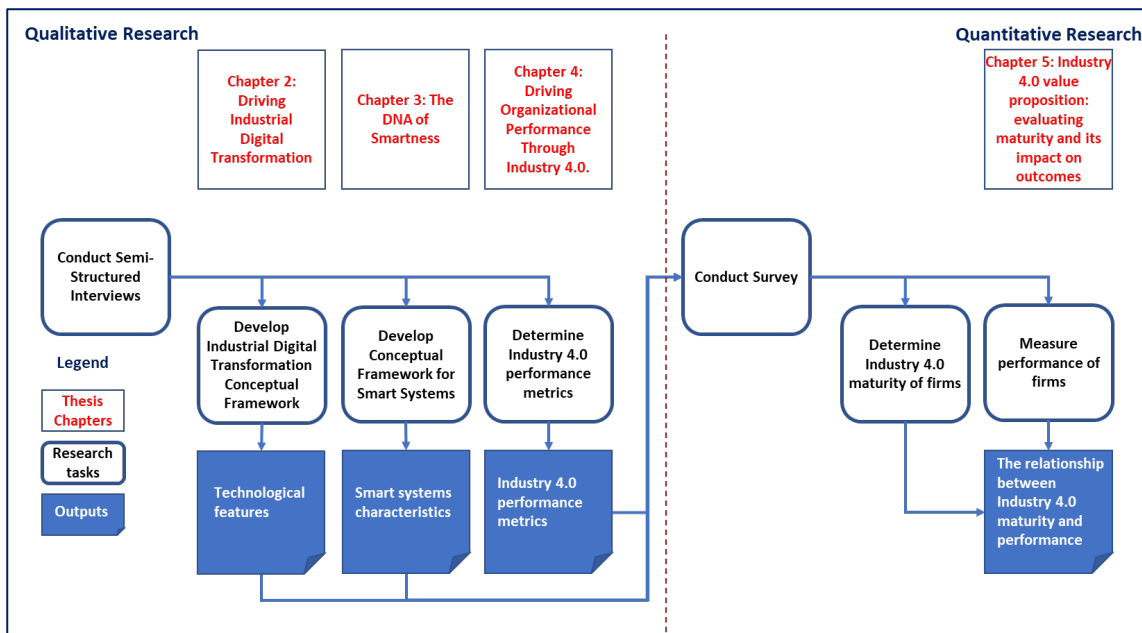 Qualitative Research
Quantitative Research
Chapter 2:
Driving
Industrial
Digital
Transformation
Chapter 3: The
DNA of
Smartness
Chapter 4:
Driving
Organizational
Performance
Through
Industry 4.0.
Chapter 5: Industry
4.0 value
proposition:
evaluating
maturity and its
impact on
outcomes
Conduct Semi-
Structured
Interviews
Conduct Survey
Develop
Industrial Digital
Transformation
Conceptual
Framework
Develop
Conceptual
Framework for
Smart Systems
Determine
Industry 4.0
performance
metrics
Determine
Industry 4.0
maturity of firms
Measure
performance of
firms
Legend
Thesis
Chapters
Research
tasks
Outputs
Technological
features
Smart systems
characteristics
Industry 4.0
performance
metrics
The relationship
between
Industry 4.0
maturity and
performance